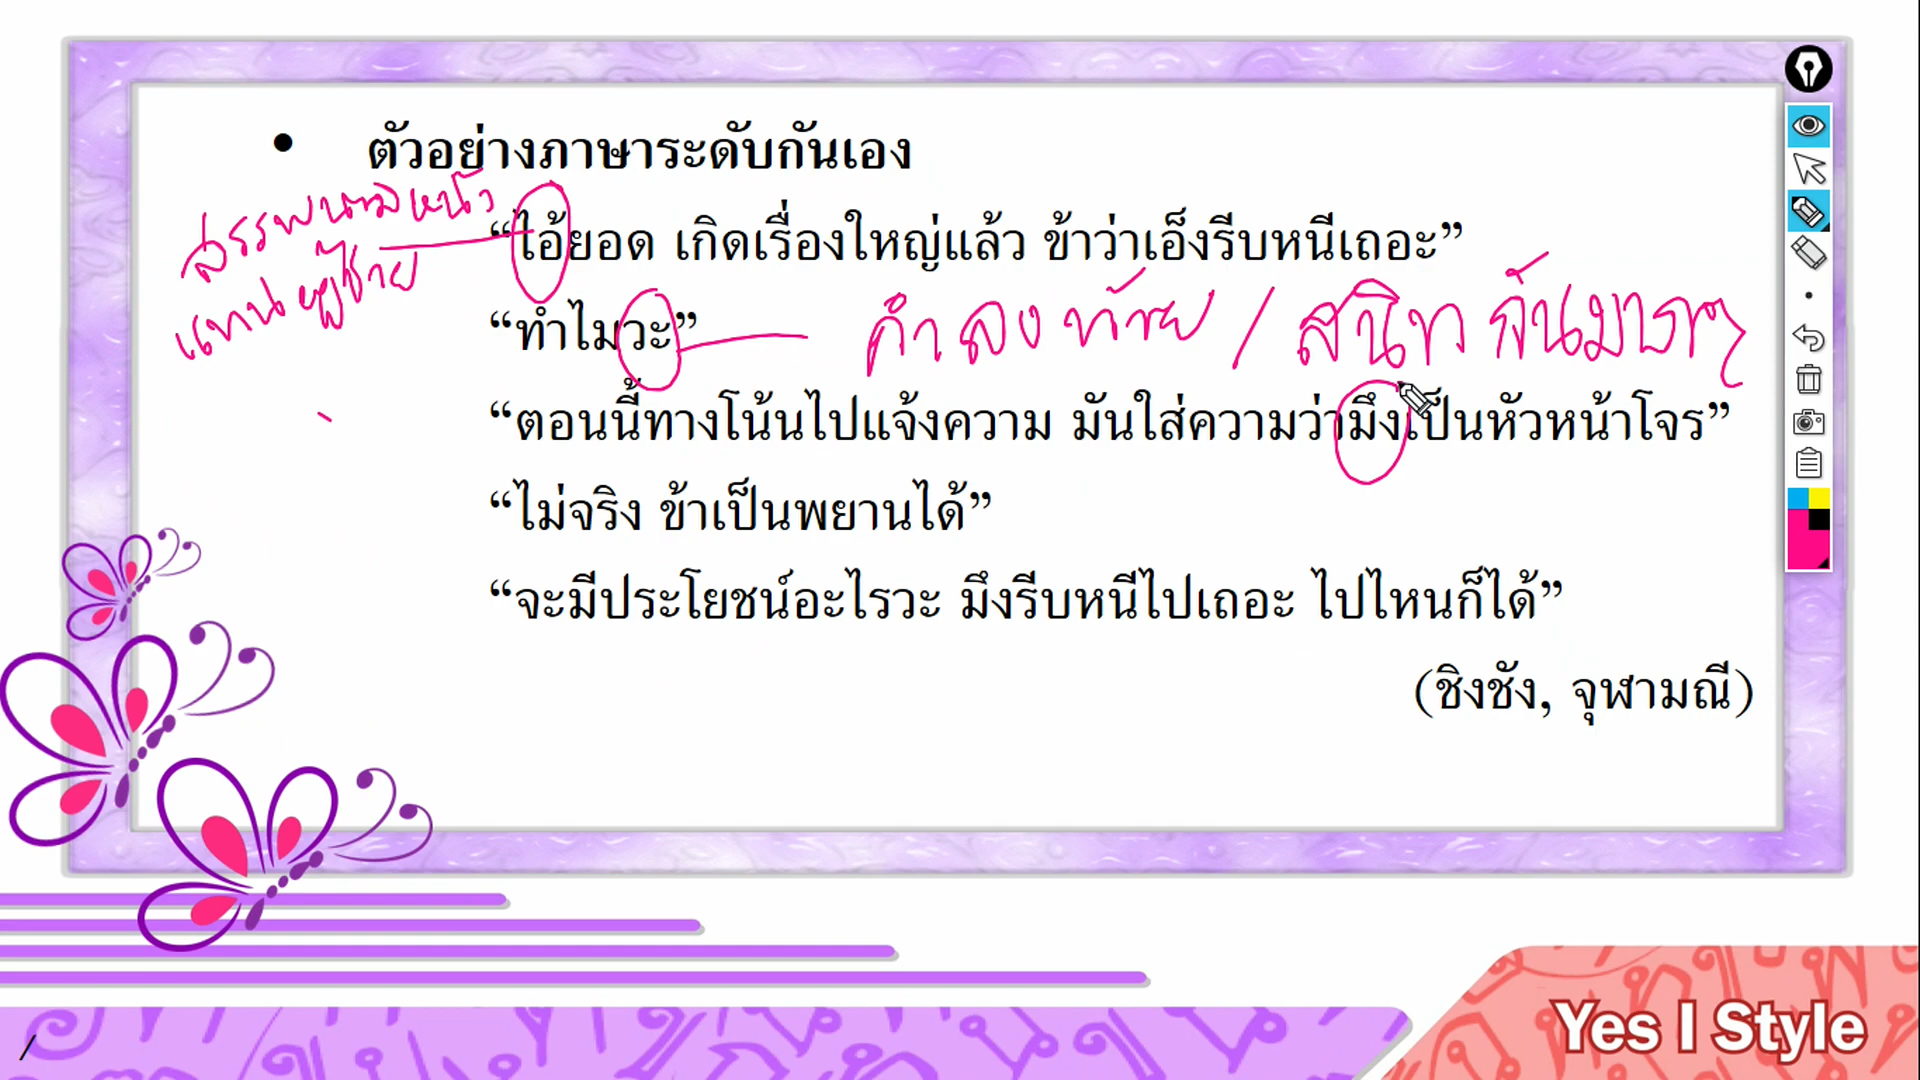 • ตัวอย่างภาษาระดับกันเอง
“ไอ้ยอด เกิดเรื่องใหญ่แล้ว ข้าว่าเอ็งรีบหนีเถอะ”
สรรพนามหน้า
แทนผู้ชาย
“ทำไมวะ”
คำลงท้าย / สนิทกันมากๆ
“ตอนนี้ทางโน้นไปแจ้งความ มันใส่ความว่ามึงเป็นหัวหน้าโจร”
“ไม่จริง ข้าเป็นพยานได้”
“จะมีประโยชน์อะไรวะ มึงรีบหนีไปเถอะ ไปไหนก็ได้”
(ชิงชัง, จุฬามณี)
Yes I Style